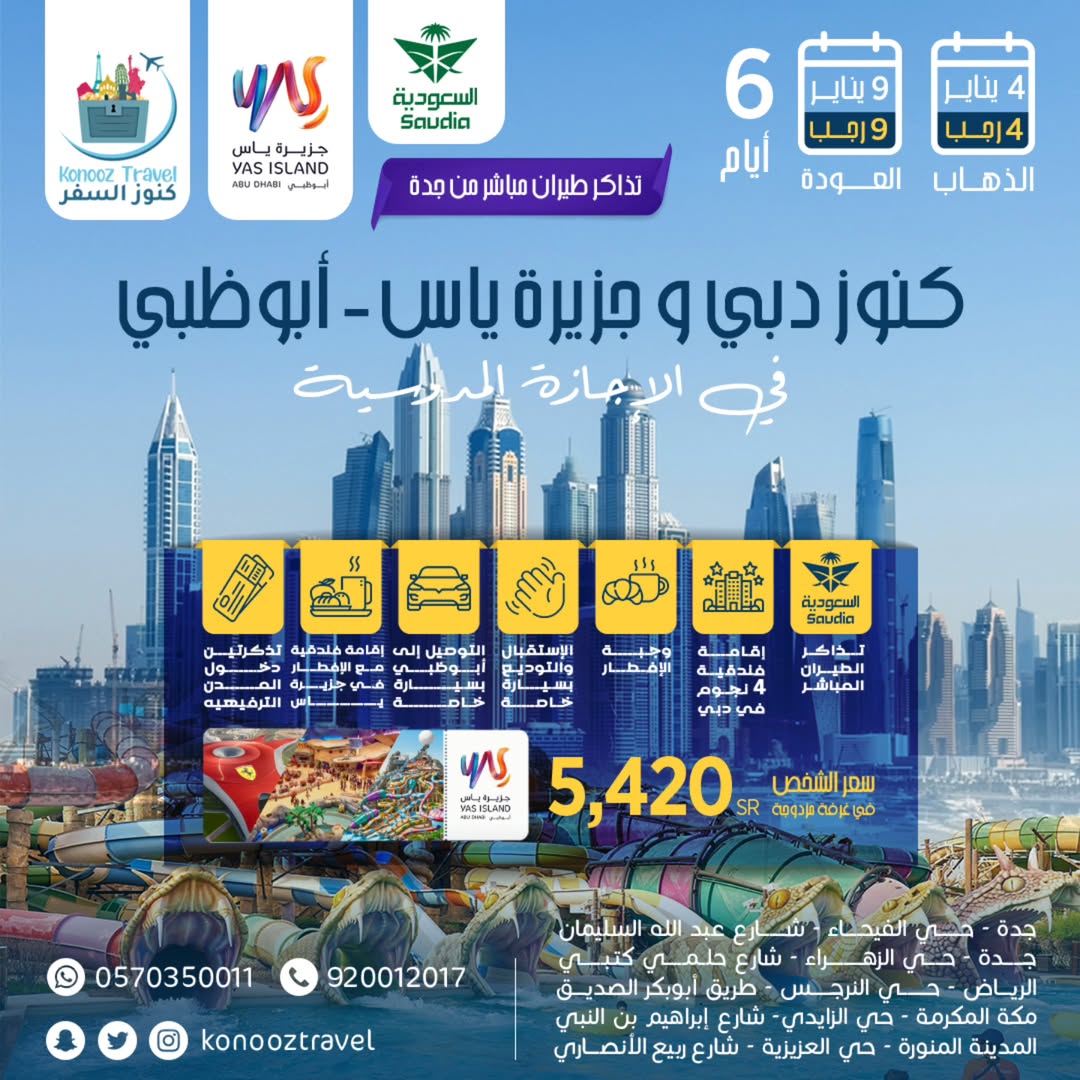 Konooz Travel
كنوز السفر
جزيرة ياس
YAS ISLAND
ABU DHABI أبوظبي
السعودية
Saudia
6
أيام
9 يناير
9 رجب
العودة
4 يناير
4 رجب
الذهاب
تذاكر طيران مباشر من جدة
كنوز دبي و جزيرة ياس - أبوظبي
في الإجازة المدرسية
السعودية
Saudia
تذاكر
الطيران
المباشر
إقامة
فندقية
4 نجوم
في دبي
وجبة
الإفطار
الإستقبال
والتوديع
بسيارة
خاصة
التوصيل إلى
أبوظبي
بسيارة
خاصة
إقامة فندقية
مع الإفطار
في جزيرة
ياس
تذكرتين
دخول
المدن
الترفيهيه
جزيرة ياس
YAS ISLAND
ABU DHABI أبوظبي
سعر الشخص
في غرفة مزدوجة
5,420 SR
جدة - حي الفيحاء - شارع عبد الله السليمان
جدة - حي الزهراء - شارع حلمي كتبي
الرياض - حي النرجس - طريق أبوبكر الصديق
مكة المكرمة - حي الزايدي- شارع إبراهيم بن النبي
المدينة المنورة - حي العزيزية - شارع ربيع الأنصاري
0570350011 920012017
konooztravel